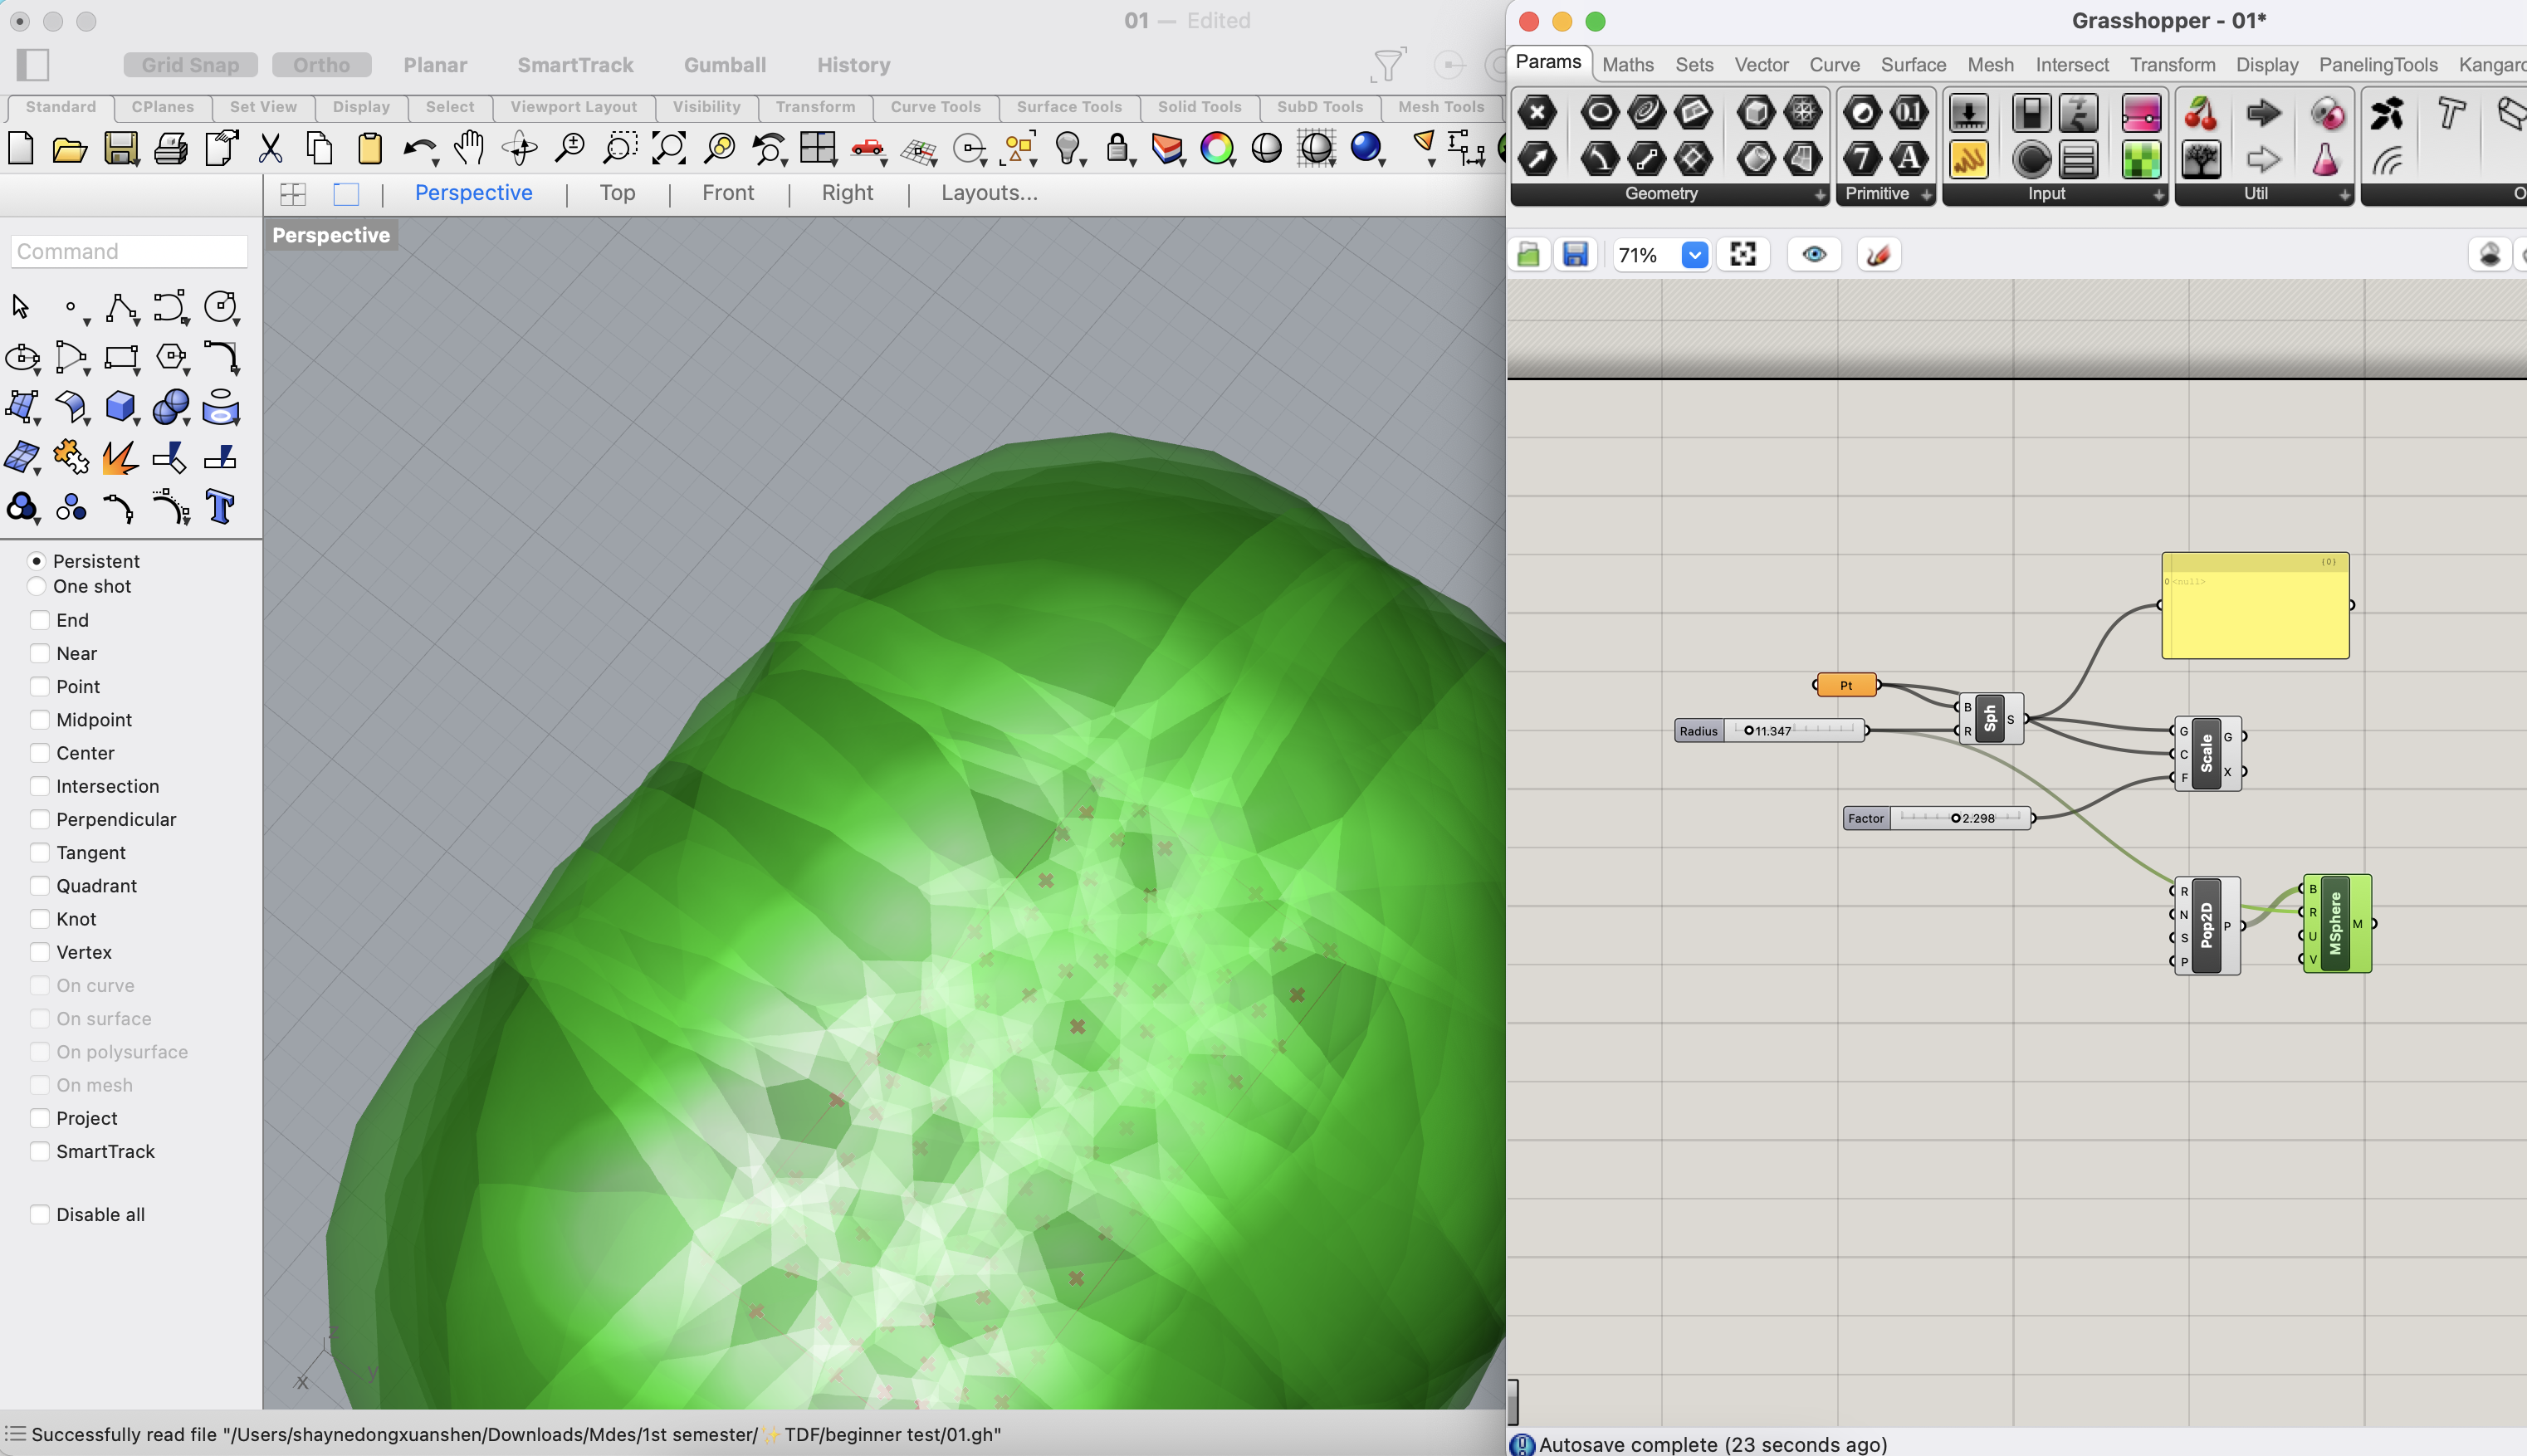 01 — Edited
Grid Snap Ortho Planar SmartTrack Gumball History
Standard CPlanes Set View Display Select Viewport Layout Visibility Transform Curve Tools Surface Tools Solid Tools SubD Tools Mesh Tools
Perspective Top Front Right Layouts...
Command
Perspective
Persistent
One shot
End
Near
Point
Midpoint
Center
Intersection
Perpendicular
Tangent
Quadrant
Knot
Vertex
On curve
On surface
On polysurface
On mesh
Project
SmartTrack
Disable all
z
x y
Successfully read file "/Users/shaynedongxuanshen/Downloads/Mdes/1st semester/✨TDF/beginner test/01.gh"
Grasshopper - 01*
Params Maths Sets Vector Curve Surface Mesh Intersect Transform Display PanelingTools Kangaro
Geometry Primitive Input Util
71%
{0}
0 <null>
Pt
Radius 11.347
B R Sph S
G C F Scale G X
Factor 2.298
R N S P Pop2D P
B R U V MSphere M
Autosave complete (23 seconds ago)